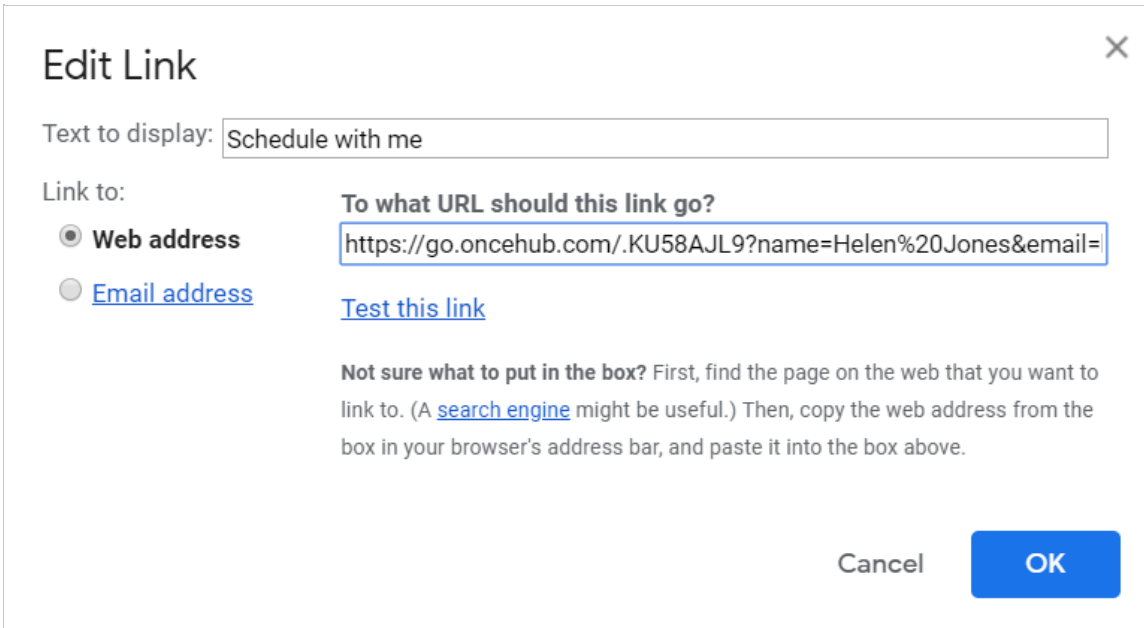 Edit Link
Text to display: Schedule with me
Link to:
To what URL should this link go?
Web address
https://go.oncehub.com/.KU58AJL9?name=Helen%20Jones&email=
Email address
Test this link
Not sure what to put in the box? First, find the page on the web that you want to
link to. (A search engine might be useful.) Then, copy the web address from the
box in your browser's address bar, and paste it into the box above.
Cancel
OK